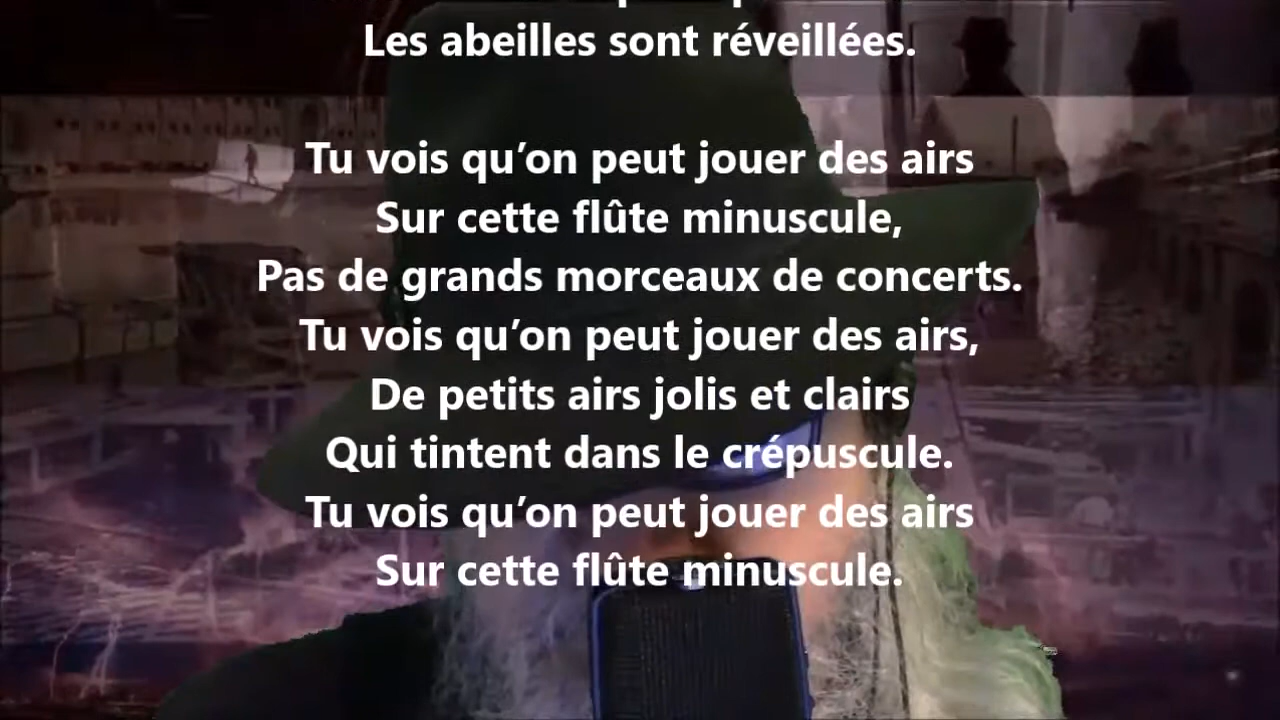 Les abeilles sont réveillées.
Tu vois qu’on peut jouer des airs
Sur cette flûte minuscule,
Pas de grands morceaux de concerts.
Tu vois qu’on peut jouer des airs,
De petits airs jolis et clairs
Qui tintent dans le crépuscule.
Tu vois qu’on peut jouer des airs
Sur cette flûte minuscule.